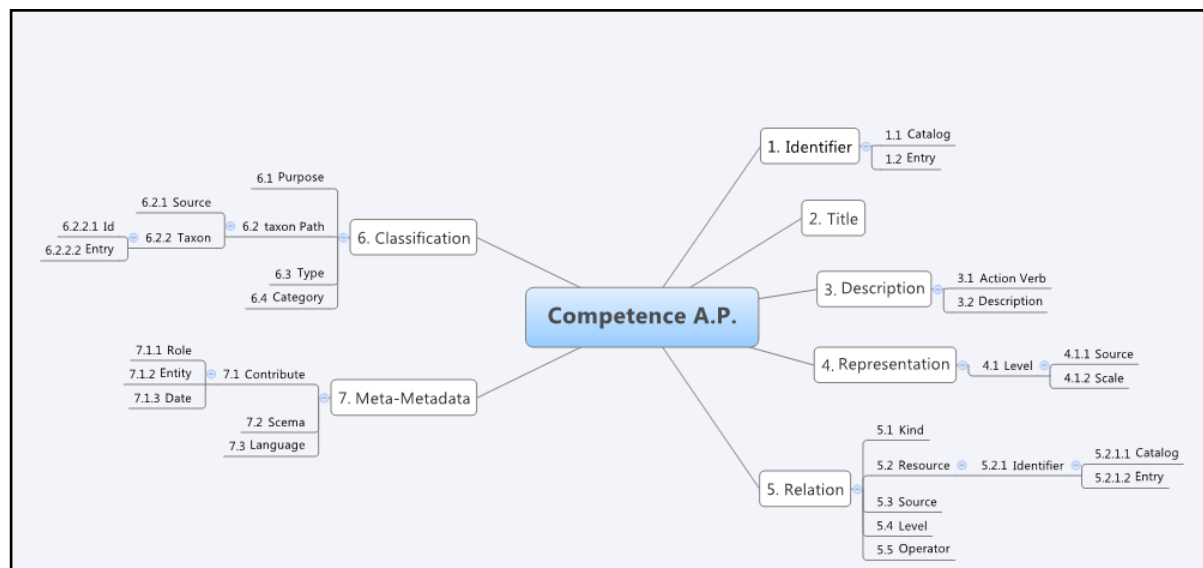 Competence A.P.
1. Identifier
1.1 Catalog
1.2 Entry
2. Title
3. Description
3.1 Action Verb
3.2 Description
4. Representation
4.1 Level
4.1.1 Source
4.1.2 Scale
5. Relation
5.1 Kind
5.2 Resource
5.2.1 Identifier
5.2.1.1 Catalog
5.2.1.2 Entry
5.3 Source
5.4 Level
5.5 Operator
6. Classification
6.1 Purpose
6.2 taxon Path
6.2.1 Source
6.2.2 Taxon
6.2.2.1 Id
6.2.2.2 Entry
6.3 Type
6.4 Category
7. Meta-Metadata
7.1 Contribute
7.1.1 Role
7.1.2 Entity
7.1.3 Date
7.2 Scema
7.3 Language